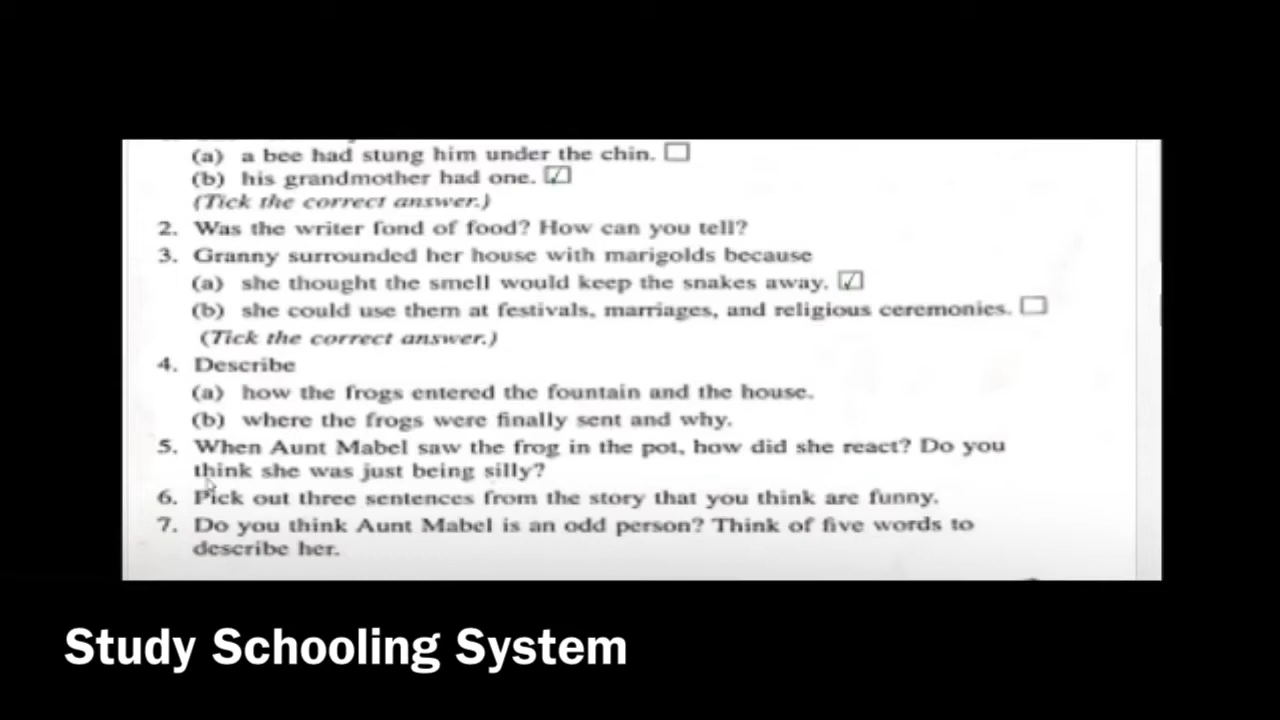 (a) a bee had stung him under the chin. ☐
(b) his grandmother had one. ☑
(Tick the correct answer.)
2. Was the writer fond of food? How can you tell?
3. Granny surrounded her house with marigolds because
(a) she thought the smell would keep the snakes away. ☑
(b) she could use them at festivals, marriages, and religious ceremonies. ☐
(Tick the correct answer.)
4. Describe
(a) how the frogs entered the fountain and the house.
(b) where the frogs were finally sent and why.
5. When Aunt Mabel saw the frog in the pot, how did she react? Do you
think she was just being silly?
6. Pick out three sentences from the story that you think are funny.
7. Do you think Aunt Mabel is an odd person? Think of five words to
describe her.
Study Schooling System